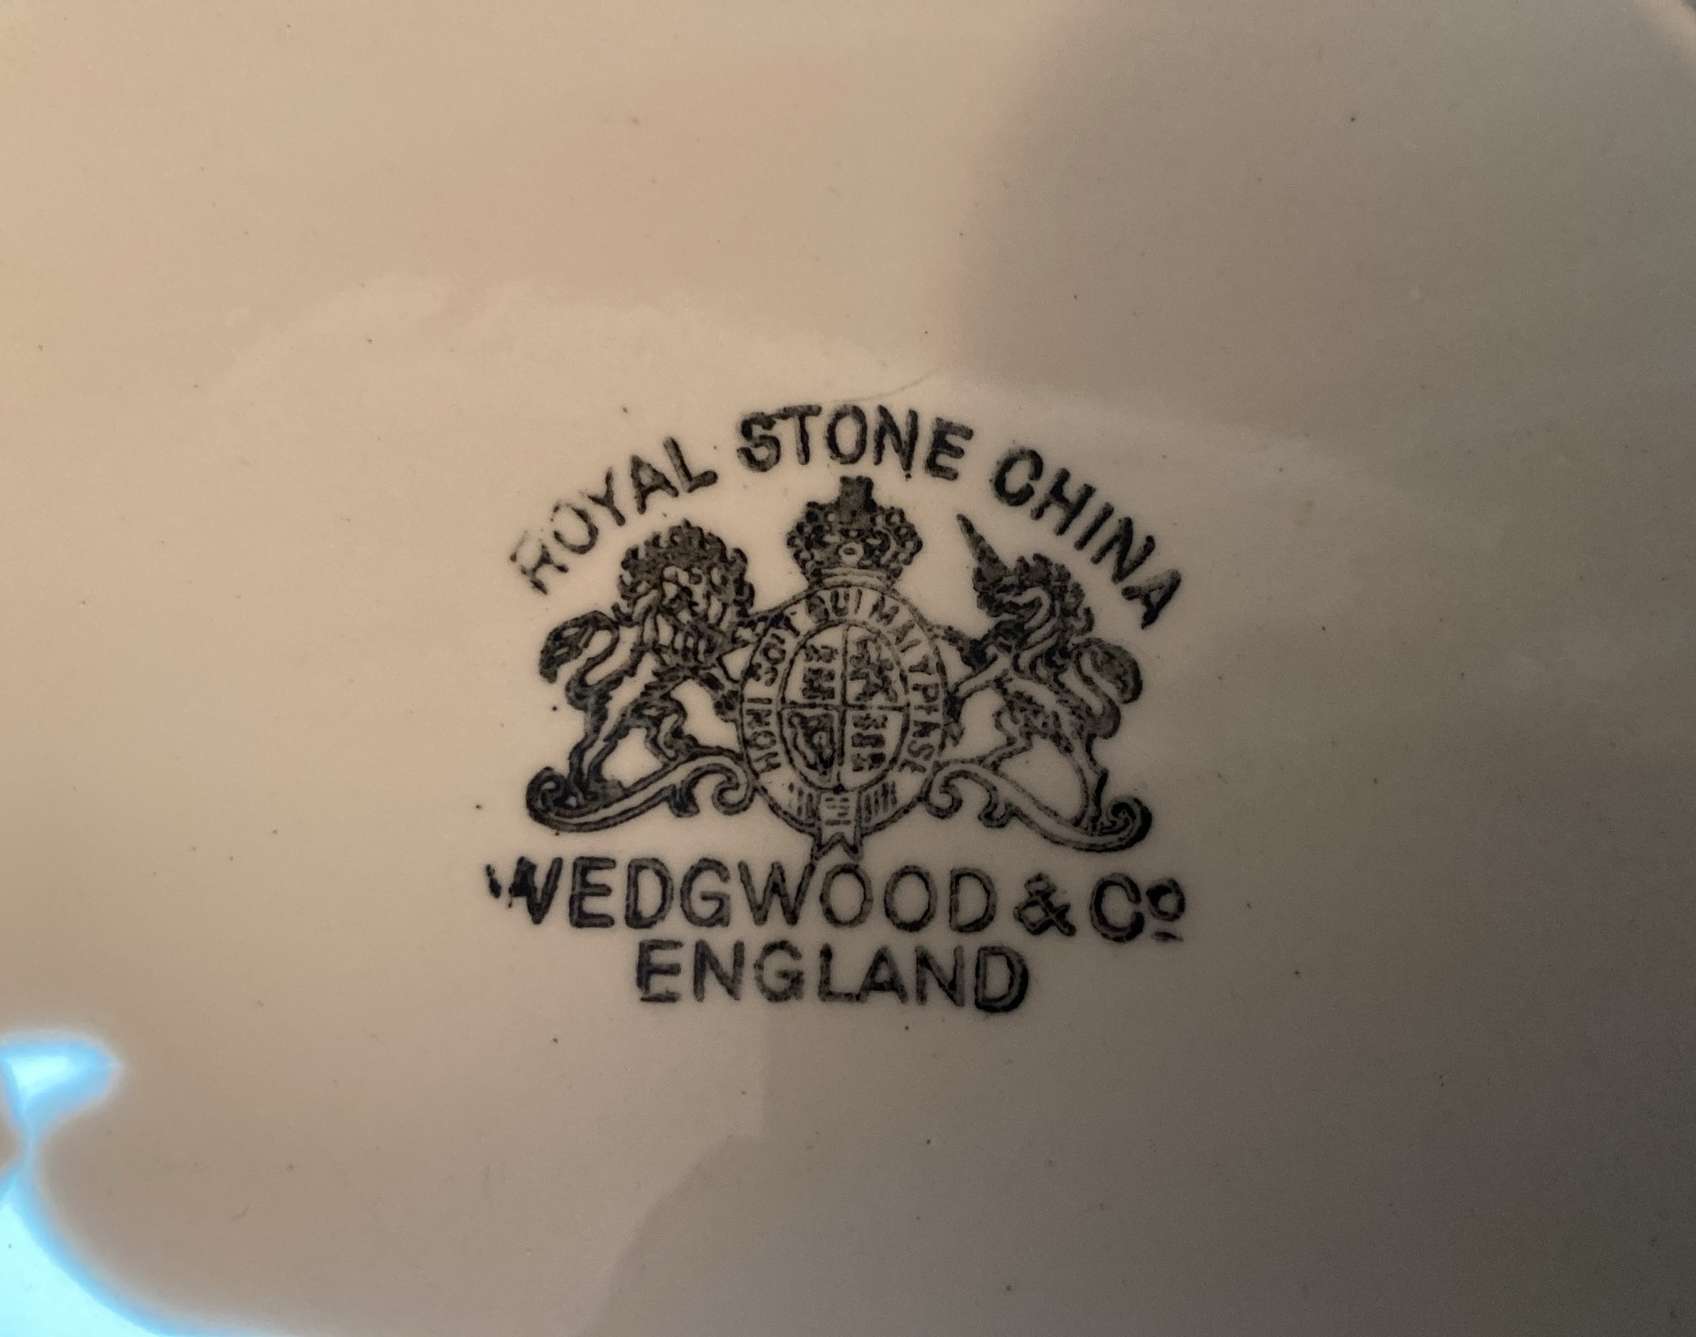 ROYAL STONE CHINA
HONI SOIT QUI MAL Y PENSE
WEDGWOOD & Co.
ENGLAND